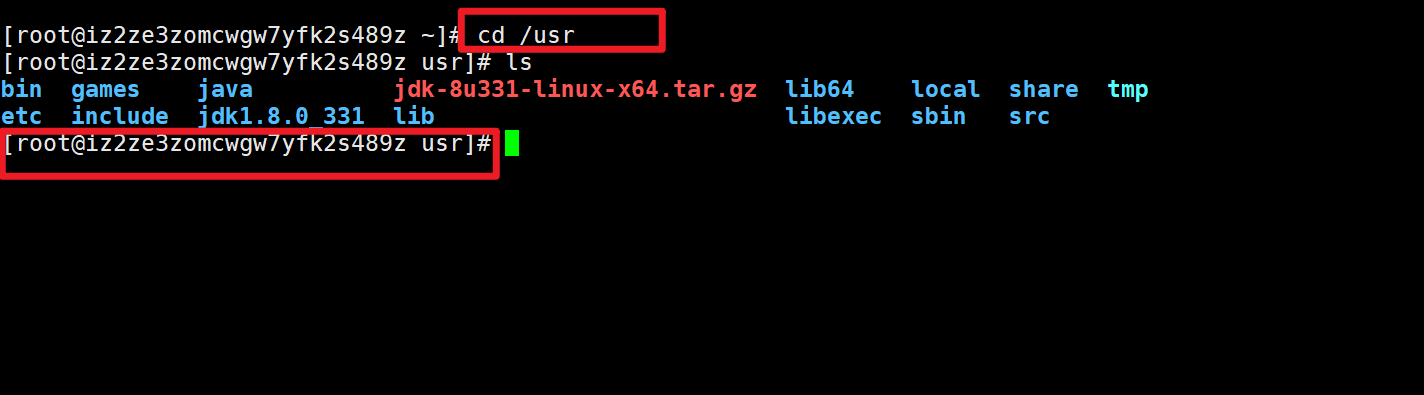 [root@iz2ze3zomcwgw7yfk2s489z ~]# cd /usr
[root@iz2ze3zomcwgw7yfk2s489z usr]# ls
bin  games    java          jdk-8u331-linux-x64.tar.gz  lib64    local  share  tmp
etc  include  jdk1.8.0_331  lib                         libexec  sbin   src
[root@iz2ze3zomcwgw7yfk2s489z usr]#